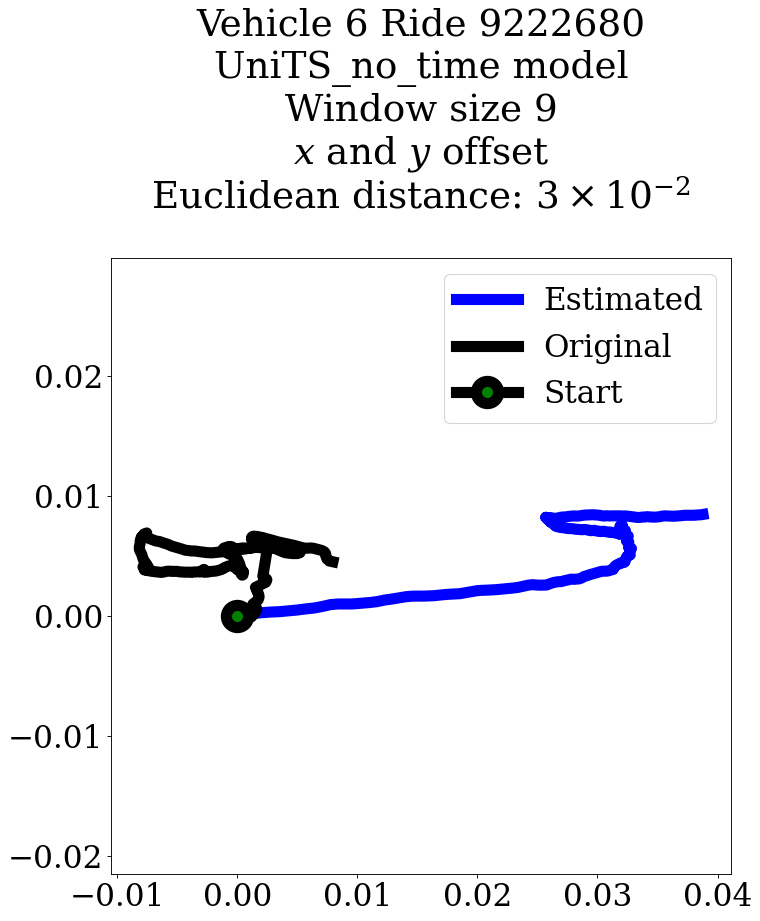 Vehicle 6 Ride 9222680
UniTS_no_time model
Window size 9
x and y offset
Euclidean distance: 3 × 10⁻²
Estimated
Original
Start
0.02
0.01
0.00
−0.01
−0.02
−0.01 0.00 0.01 0.02 0.03 0.04